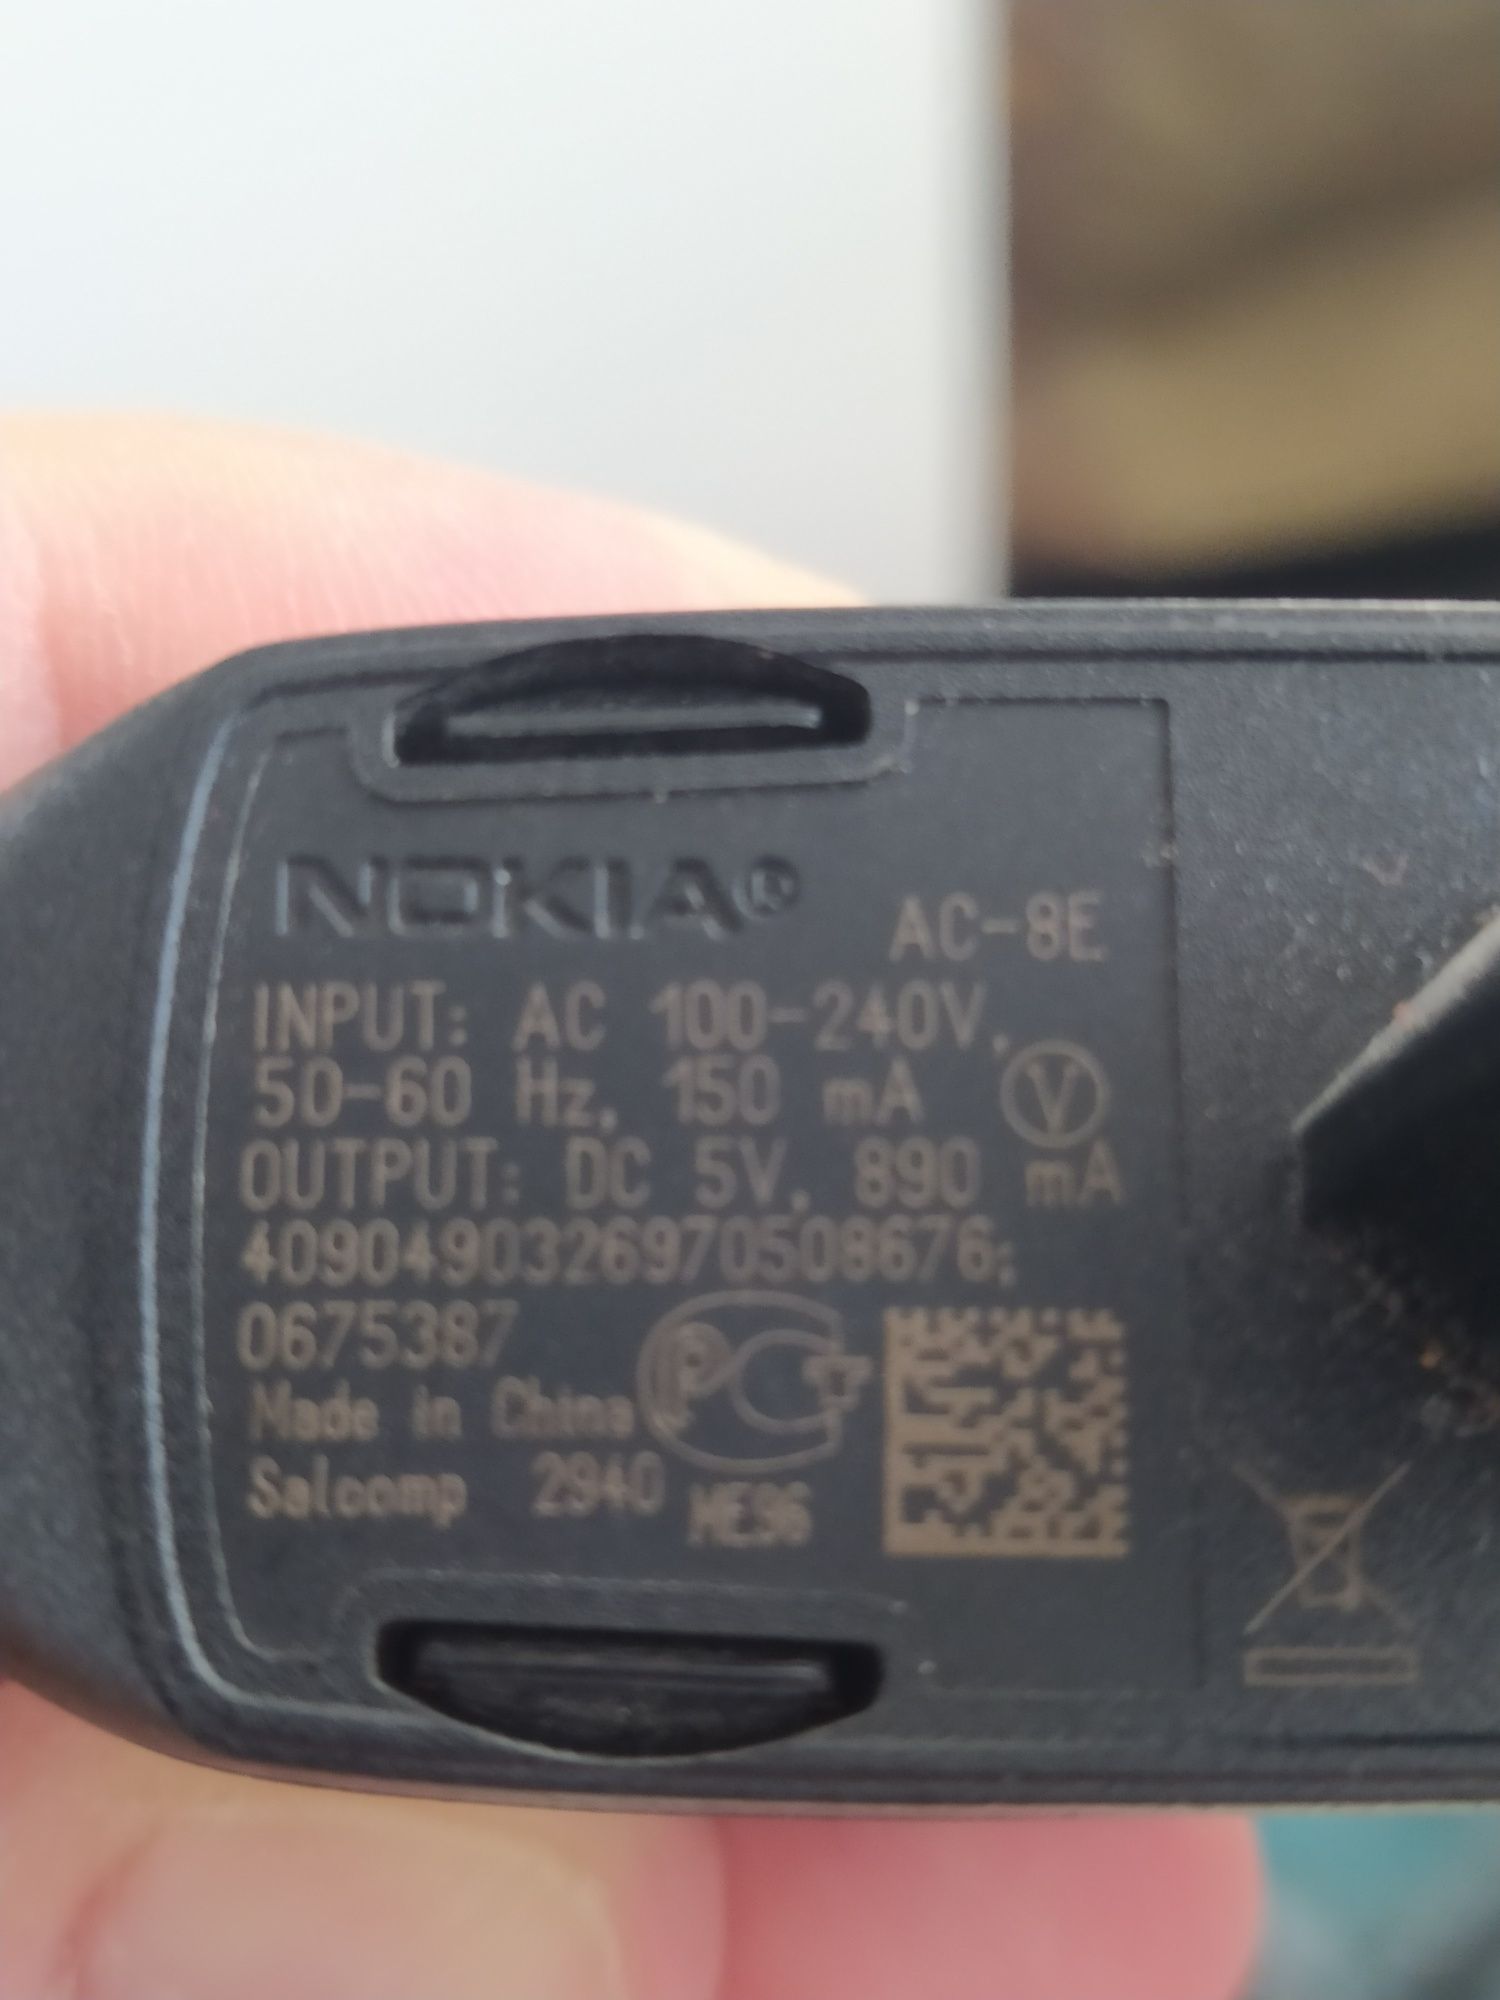 NOKIA®
AC-8E
INPUT: AC 100-240V,
50-60 Hz, 150 mA V
OUTPUT: DC 5V, 890 mA
4090490326970508676;
0675387
Made in China
Salcomp 2940
ME96